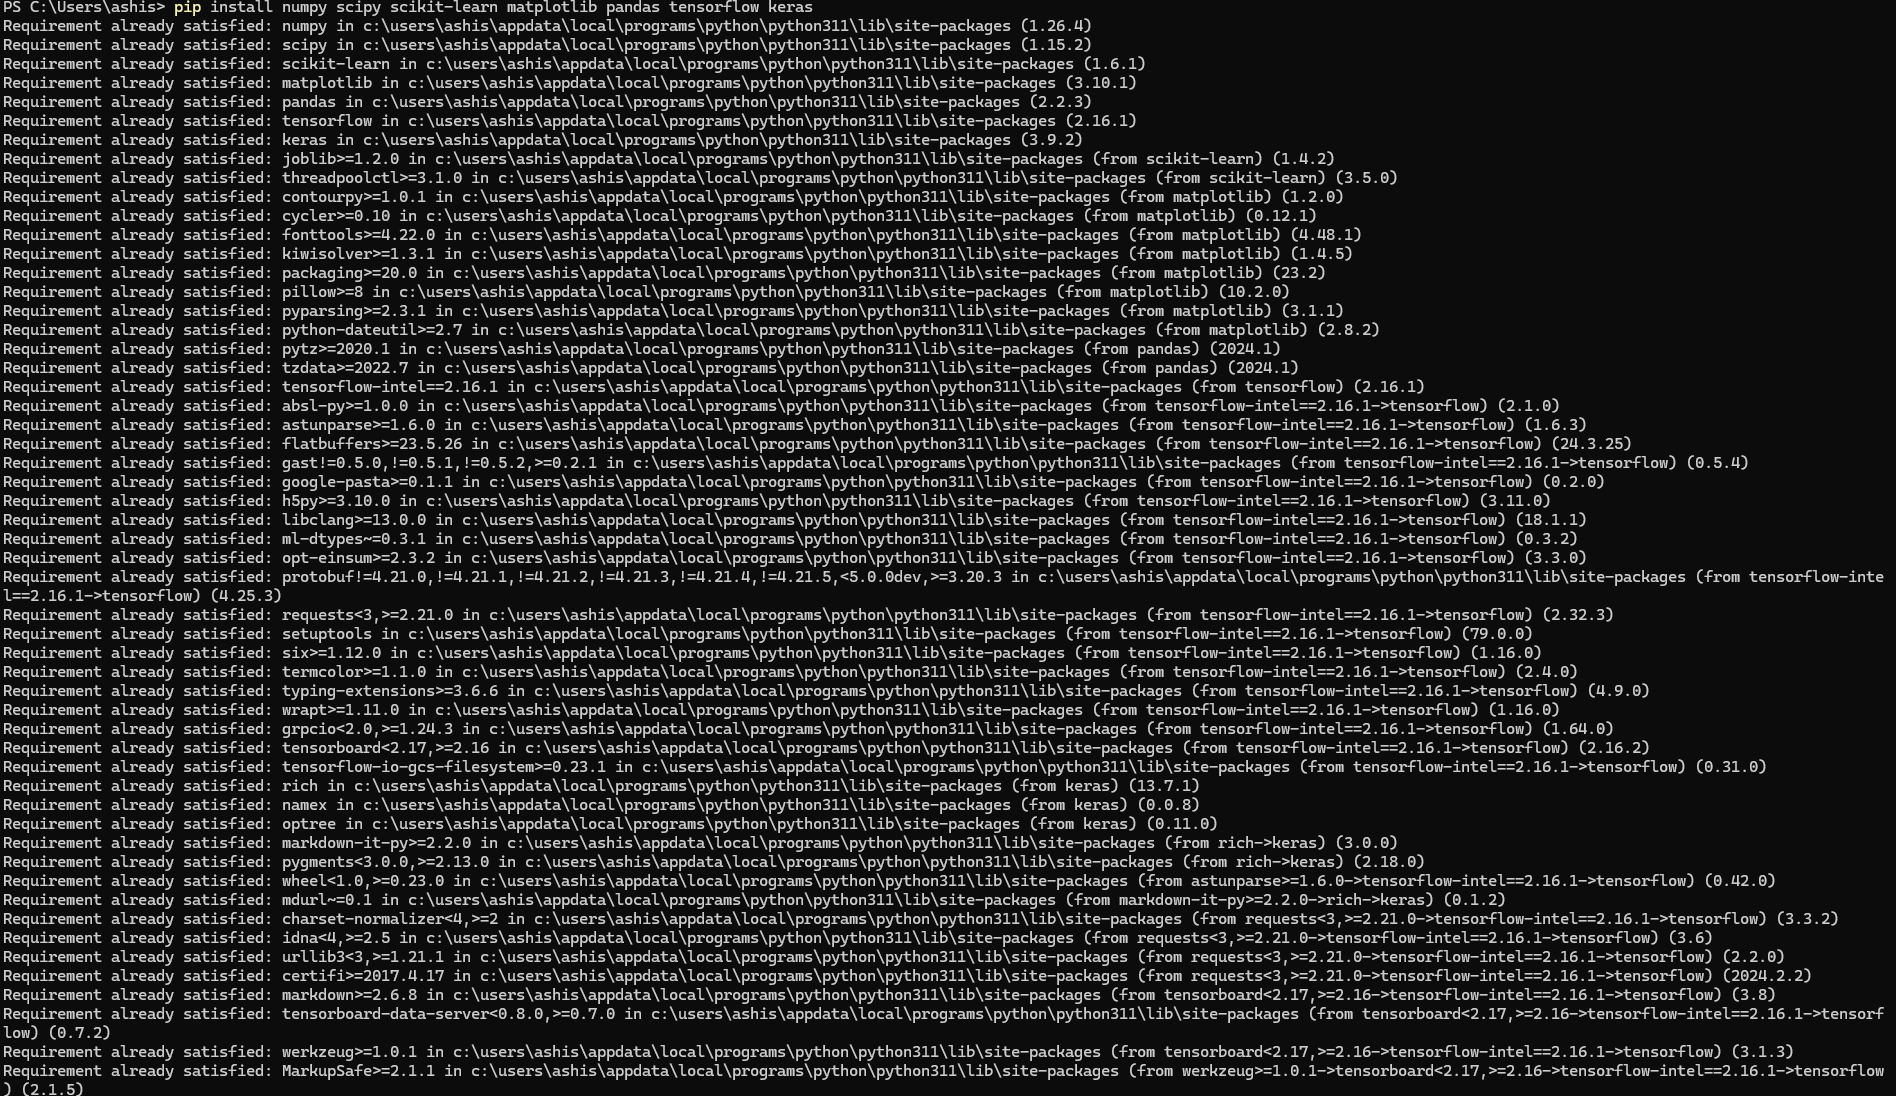 PS C:\Users\ashis> pip install numpy scipy scikit-learn matplotlib pandas tensorflow keras
Requirement already satisfied: numpy in c:\users\ashis\appdata\local\programs\python\python311\lib\site-packages (1.26.4)
Requirement already satisfied: scipy in c:\users\ashis\appdata\local\programs\python\python311\lib\site-packages (1.15.2)
Requirement already satisfied: scikit-learn in c:\users\ashis\appdata\local\programs\python\python311\lib\site-packages (1.6.1)
Requirement already satisfied: matplotlib in c:\users\ashis\appdata\local\programs\python\python311\lib\site-packages (3.10.1)
Requirement already satisfied: pandas in c:\users\ashis\appdata\local\programs\python\python311\lib\site-packages (2.2.3)
Requirement already satisfied: tensorflow in c:\users\ashis\appdata\local\programs\python\python311\lib\site-packages (2.16.1)
Requirement already satisfied: keras in c:\users\ashis\appdata\local\programs\python\python311\lib\site-packages (3.9.2)
Requirement already satisfied: joblib>=1.2.0 in c:\users\ashis\appdata\local\programs\python\python311\lib\site-packages (from scikit-learn) (1.4.2)
Requirement already satisfied: threadpoolctl>=3.1.0 in c:\users\ashis\appdata\local\programs\python\python311\lib\site-packages (from scikit-learn) (3.5.0)
Requirement already satisfied: contourpy>=1.0.1 in c:\users\ashis\appdata\local\programs\python\python311\lib\site-packages (from matplotlib) (1.2.0)
Requirement already satisfied: cycler>=0.10 in c:\users\ashis\appdata\local\programs\python\python311\lib\site-packages (from matplotlib) (0.12.1)
Requirement already satisfied: fonttools>=4.22.0 in c:\users\ashis\appdata\local\programs\python\python311\lib\site-packages (from matplotlib) (4.48.1)
Requirement already satisfied: kiwisolver>=1.3.1 in c:\users\ashis\appdata\local\programs\python\python311\lib\site-packages (from matplotlib) (1.4.5)
Requirement already satisfied: packaging>=20.0 in c:\users\ashis\appdata\local\programs\python\python311\lib\site-packages (from matplotlib) (23.2)
Requirement already satisfied: pillow>=8 in c:\users\ashis\appdata\local\programs\python\python311\lib\site-packages (from matplotlib) (10.2.0)
Requirement already satisfied: pyparsing>=2.3.1 in c:\users\ashis\appdata\local\programs\python\python311\lib\site-packages (from matplotlib) (3.1.1)
Requirement already satisfied: python-dateutil>=2.7 in c:\users\ashis\appdata\local\programs\python\python311\lib\site-packages (from matplotlib) (2.8.2)
Requirement already satisfied: pytz>=2020.1 in c:\users\ashis\appdata\local\programs\python\python311\lib\site-packages (from pandas) (2024.1)
Requirement already satisfied: tzdata>=2022.7 in c:\users\ashis\appdata\local\programs\python\python311\lib\site-packages (from pandas) (2024.1)
Requirement already satisfied: tensorflow-intel==2.16.1 in c:\users\ashis\appdata\local\programs\python\python311\lib\site-packages (from tensorflow) (2.16.1)
Requirement already satisfied: absl-py>=1.0.0 in c:\users\ashis\appdata\local\programs\python\python311\lib\site-packages (from tensorflow-intel==2.16.1->tensorflow) (2.1.0)
Requirement already satisfied: astunparse>=1.6.0 in c:\users\ashis\appdata\local\programs\python\python311\lib\site-packages (from tensorflow-intel==2.16.1->tensorflow) (1.6.3)
Requirement already satisfied: flatbuffers>=23.5.26 in c:\users\ashis\appdata\local\programs\python\python311\lib\site-packages (from tensorflow-intel==2.16.1->tensorflow) (24.3.25)
Requirement already satisfied: gast!=0.5.0,!=0.5.1,!=0.5.2,>=0.2.1 in c:\users\ashis\appdata\local\programs\python\python311\lib\site-packages (from tensorflow-intel==2.16.1->tensorflow) (0.5.4)
Requirement already satisfied: google-pasta>=0.1.1 in c:\users\ashis\appdata\local\programs\python\python311\lib\site-packages (from tensorflow-intel==2.16.1->tensorflow) (0.2.0)
Requirement already satisfied: h5py>=3.10.0 in c:\users\ashis\appdata\local\programs\python\python311\lib\site-packages (from tensorflow-intel==2.16.1->tensorflow) (3.11.0)
Requirement already satisfied: libclang>=13.0.0 in c:\users\ashis\appdata\local\programs\python\python311\lib\site-packages (from tensorflow-intel==2.16.1->tensorflow) (18.1.1)
Requirement already satisfied: ml-dtypes~=0.3.1 in c:\users\ashis\appdata\local\programs\python\python311\lib\site-packages (from tensorflow-intel==2.16.1->tensorflow) (0.3.2)
Requirement already satisfied: opt-einsum>=2.3.2 in c:\users\ashis\appdata\local\programs\python\python311\lib\site-packages (from tensorflow-intel==2.16.1->tensorflow) (3.3.0)
Requirement already satisfied: protobuf!=4.21.0,!=4.21.1,!=4.21.2,!=4.21.3,!=4.21.4,!=4.21.5,<5.0.0dev,>=3.20.3 in c:\users\ashis\appdata\local\programs\python\python311\lib\site-packages (from tensorflow-inte
l==2.16.1->tensorflow) (4.25.3)
Requirement already satisfied: requests<3,>=2.21.0 in c:\users\ashis\appdata\local\programs\python\python311\lib\site-packages (from tensorflow-intel==2.16.1->tensorflow) (2.32.3)
Requirement already satisfied: setuptools in c:\users\ashis\appdata\local\programs\python\python311\lib\site-packages (from tensorflow-intel==2.16.1->tensorflow) (79.0.0)
Requirement already satisfied: six>=1.12.0 in c:\users\ashis\appdata\local\programs\python\python311\lib\site-packages (from tensorflow-intel==2.16.1->tensorflow) (1.16.0)
Requirement already satisfied: termcolor>=1.1.0 in c:\users\ashis\appdata\local\programs\python\python311\lib\site-packages (from tensorflow-intel==2.16.1->tensorflow) (2.4.0)
Requirement already satisfied: typing-extensions>=3.6.6 in c:\users\ashis\appdata\local\programs\python\python311\lib\site-packages (from tensorflow-intel==2.16.1->tensorflow) (4.9.0)
Requirement already satisfied: wrapt>=1.11.0 in c:\users\ashis\appdata\local\programs\python\python311\lib\site-packages (from tensorflow-intel==2.16.1->tensorflow) (1.16.0)
Requirement already satisfied: grpcio<2.0,>=1.24.3 in c:\users\ashis\appdata\local\programs\python\python311\lib\site-packages (from tensorflow-intel==2.16.1->tensorflow) (1.64.0)
Requirement already satisfied: tensorboard<2.17,>=2.16 in c:\users\ashis\appdata\local\programs\python\python311\lib\site-packages (from tensorflow-intel==2.16.1->tensorflow) (2.16.2)
Requirement already satisfied: tensorflow-io-gcs-filesystem>=0.23.1 in c:\users\ashis\appdata\local\programs\python\python311\lib\site-packages (from tensorflow-intel==2.16.1->tensorflow) (0.31.0)
Requirement already satisfied: rich in c:\users\ashis\appdata\local\programs\python\python311\lib\site-packages (from keras) (13.7.1)
Requirement already satisfied: namex in c:\users\ashis\appdata\local\programs\python\python311\lib\site-packages (from keras) (0.0.8)
Requirement already satisfied: optree in c:\users\ashis\appdata\local\programs\python\python311\lib\site-packages (from keras) (0.11.0)
Requirement already satisfied: markdown-it-py>=2.2.0 in c:\users\ashis\appdata\local\programs\python\python311\lib\site-packages (from rich->keras) (3.0.0)
Requirement already satisfied: pygments<3.0.0,>=2.13.0 in c:\users\ashis\appdata\local\programs\python\python311\lib\site-packages (from rich->keras) (2.18.0)
Requirement already satisfied: wheel<1.0,>=0.23.0 in c:\users\ashis\appdata\local\programs\python\python311\lib\site-packages (from astunparse>=1.6.0->tensorflow-intel==2.16.1->tensorflow) (0.42.0)
Requirement already satisfied: mdurl~=0.1 in c:\users\ashis\appdata\local\programs\python\python311\lib\site-packages (from markdown-it-py>=2.2.0->rich->keras) (0.1.2)
Requirement already satisfied: charset-normalizer<4,>=2 in c:\users\ashis\appdata\local\programs\python\python311\lib\site-packages (from requests<3,>=2.21.0->tensorflow-intel==2.16.1->tensorflow) (3.3.2)
Requirement already satisfied: idna<4,>=2.5 in c:\users\ashis\appdata\local\programs\python\python311\lib\site-packages (from requests<3,>=2.21.0->tensorflow-intel==2.16.1->tensorflow) (3.6)
Requirement already satisfied: urllib3<3,>=1.21.1 in c:\users\ashis\appdata\local\programs\python\python311\lib\site-packages (from requests<3,>=2.21.0->tensorflow-intel==2.16.1->tensorflow) (2.2.0)
Requirement already satisfied: certifi>=2017.4.17 in c:\users\ashis\appdata\local\programs\python\python311\lib\site-packages (from requests<3,>=2.21.0->tensorflow-intel==2.16.1->tensorflow) (2024.2.2)
Requirement already satisfied: markdown>=2.6.8 in c:\users\ashis\appdata\local\programs\python\python311\lib\site-packages (from tensorboard<2.17,>=2.16->tensorflow-intel==2.16.1->tensorflow) (3.8)
Requirement already satisfied: tensorboard-data-server<0.8.0,>=0.7.0 in c:\users\ashis\appdata\local\programs\python\python311\lib\site-packages (from tensorboard<2.17,>=2.16->tensorflow-intel==2.16.1->tensorf
low) (0.7.2)
Requirement already satisfied: werkzeug>=1.0.1 in c:\users\ashis\appdata\local\programs\python\python311\lib\site-packages (from tensorboard<2.17,>=2.16->tensorflow-intel==2.16.1->tensorflow) (3.1.3)
Requirement already satisfied: MarkupSafe>=2.1.1 in c:\users\ashis\appdata\local\programs\python\python311\lib\site-packages (from werkzeug>=1.0.1->tensorboard<2.17,>=2.16->tensorflow-intel==2.16.1->tensorflow
) (2.1.5)